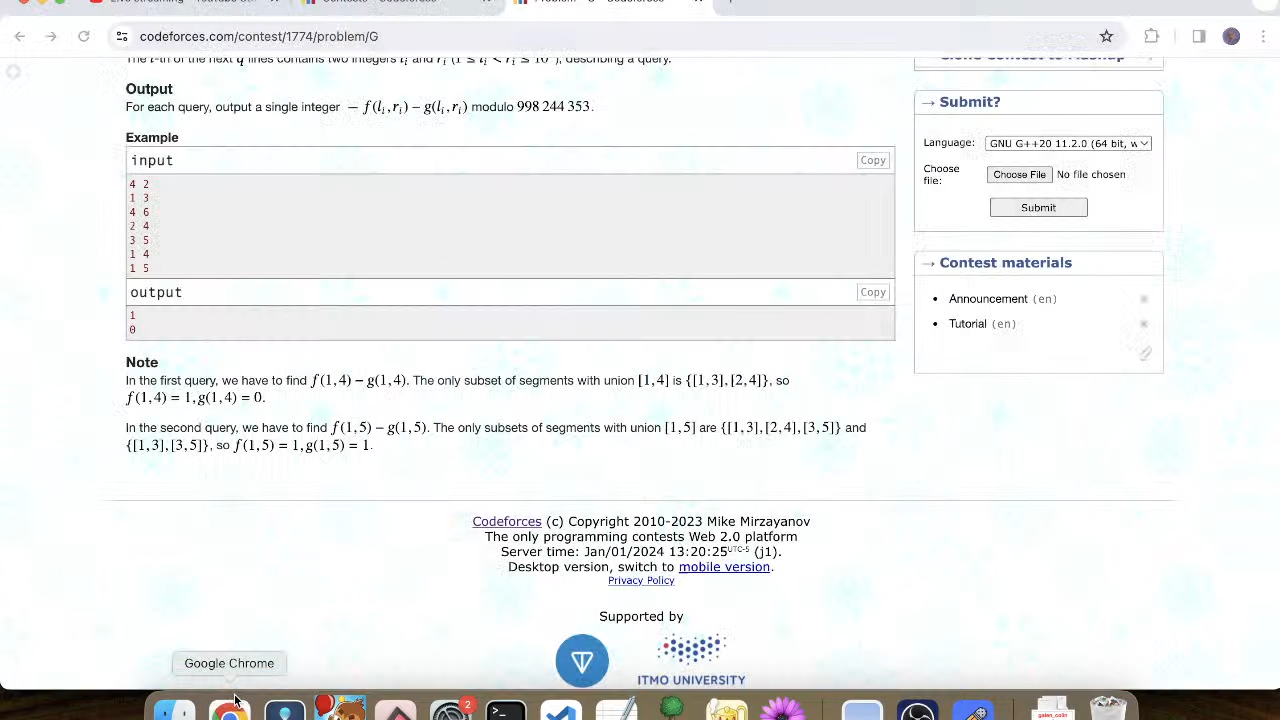 codeforces.com/contest/1774/problem/G
Output
For each query, output a single integer — f(lᵢ, rᵢ) − g(lᵢ, rᵢ) modulo 998 244 353.
Example
input
Copy
4 2
1 3
4 6
2 4
3 5
1 4
1 5
output
Copy
1
0
Note
In the first query, we have to find f(1, 4) − g(1, 4). The only subset of segments with union [1, 4] is {[1, 3], [2, 4]}, so
f(1, 4) = 1, g(1, 4) = 0.
In the second query, we have to find f(1, 5) − g(1, 5). The only subsets of segments with union [1, 5] are {[1, 3], [2, 4], [3, 5]} and
{[1, 3], [3, 5]}, so f(1, 5) = 1, g(1, 5) = 1.
→ Submit?
Language: GNU G++20 11.2.0 (64 bit, w
Choose
file:
Choose File No file chosen
Submit
→ Contest materials
Announcement (en)
Tutorial (en)
Codeforces (c) Copyright 2010-2023 Mike Mirzayanov
The only programming contests Web 2.0 platform
Server time: Jan/01/2024 13:20:25 UTC-5 (j1).
Desktop version, switch to mobile version.
Privacy Policy
Supported by
ITMO UNIVERSITY
Google Chrome
2